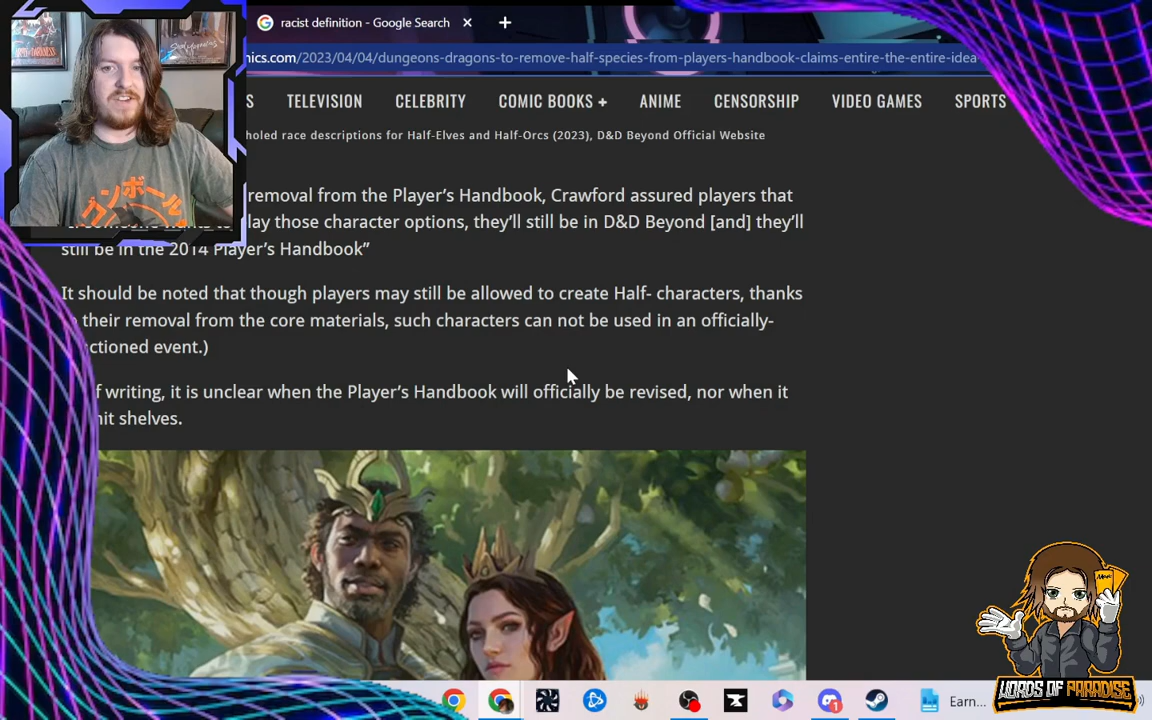 racist definition - Google Search
nics.com/2023/04/04/dungeons-dragons-to-remove-half-species-from-players-handbook-claims-entire-the-entire-idea
S TELEVISION CELEBRITY COMIC BOOKS + ANIME CENSORSHIP VIDEO GAMES SPORTS
holed race descriptions for Half-Elves and Half-Orcs (2023), D&D Beyond Official Website
removal from the Player’s Handbook, Crawford assured players that
lay those character options, they’ll still be in D&D Beyond [and] they’ll
still be in the 2014 Player’s Handbook”
It should be noted that though players may still be allowed to create Half- characters, thanks
their removal from the core materials, such characters can not be used in an officially-
ctioned event.)
f writing, it is unclear when the Player’s Handbook will officially be revised, nor when it
hit shelves.
Earn...
WORDS OF PARADISE